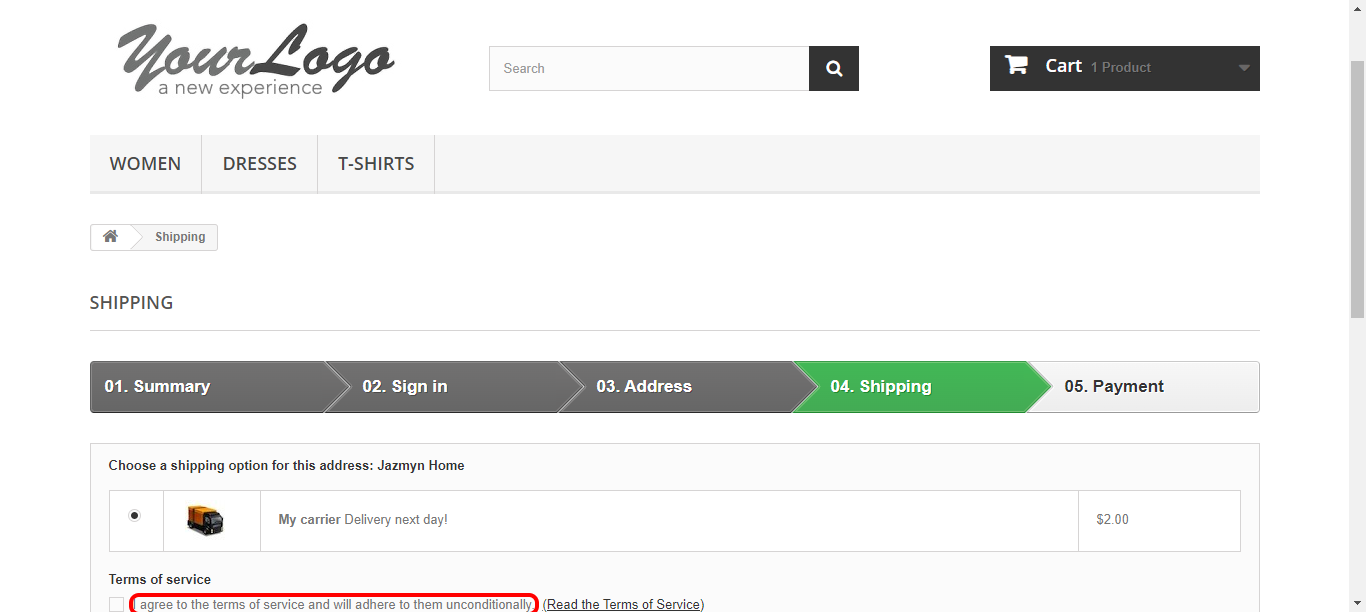 YourLogo
a new experience
Search
Cart 1 Product
WOMEN DRESSES T-SHIRTS
Shipping
SHIPPING
01. Summary 02. Sign in 03. Address 04. Shipping 05. Payment
Choose a shipping option for this address: Jazmyn Home
My carrier Delivery next day! $2.00
Terms of service
I agree to the terms of service and will adhere to them unconditionally. (Read the Terms of Service)